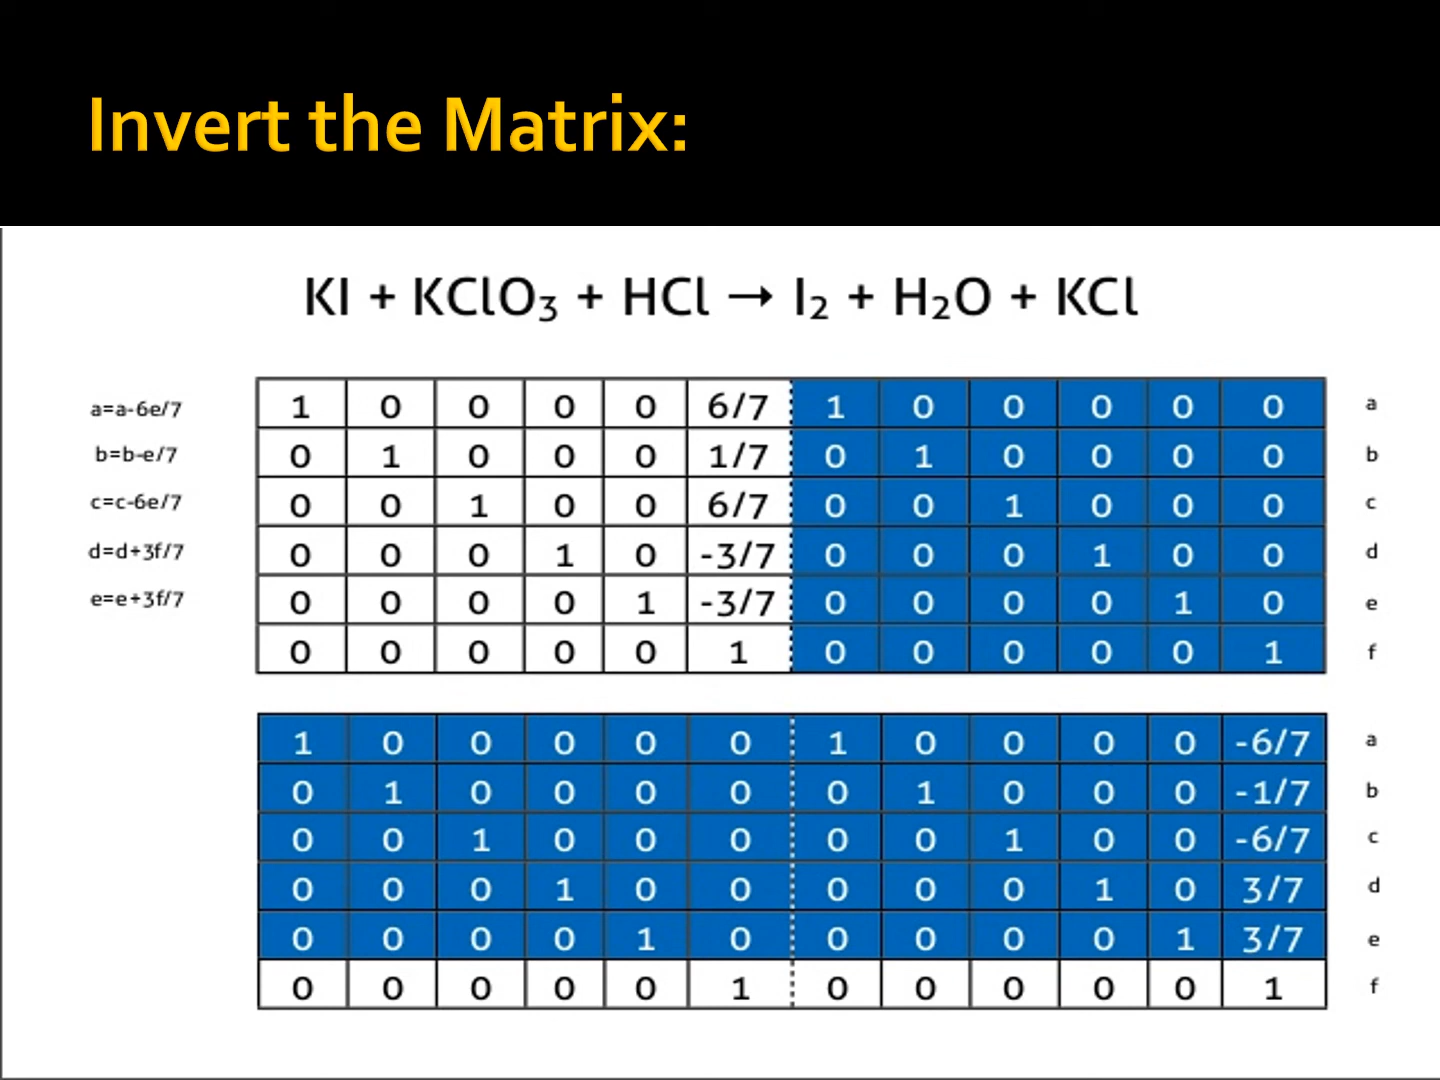 Invert the Matrix:
KI + KClO₃ + HCl → I₂ + H₂O + KCl
a=a-6e/7 1 0 0 0 0 6/7 1 0 0 0 0 0 a
b=b-e/7 0 1 0 0 0 1/7 0 1 0 0 0 0 b
c=c-6e/7 0 0 1 0 0 6/7 0 0 1 0 0 0 c
d=d+3f/7 0 0 0 1 0 -3/7 0 0 0 1 0 0 d
e=e+3f/7 0 0 0 0 1 -3/7 0 0 0 0 1 0 e
0 0 0 0 0 1 0 0 0 0 0 1 f
1 0 0 0 0 0 1 0 0 0 0 -6/7 a
0 1 0 0 0 0 0 1 0 0 0 -1/7 b
0 0 1 0 0 0 0 0 1 0 0 -6/7 c
0 0 0 1 0 0 0 0 0 1 0 3/7 d
0 0 0 0 1 0 0 0 0 0 1 3/7 e
0 0 0 0 0 1 0 0 0 0 0 1 f